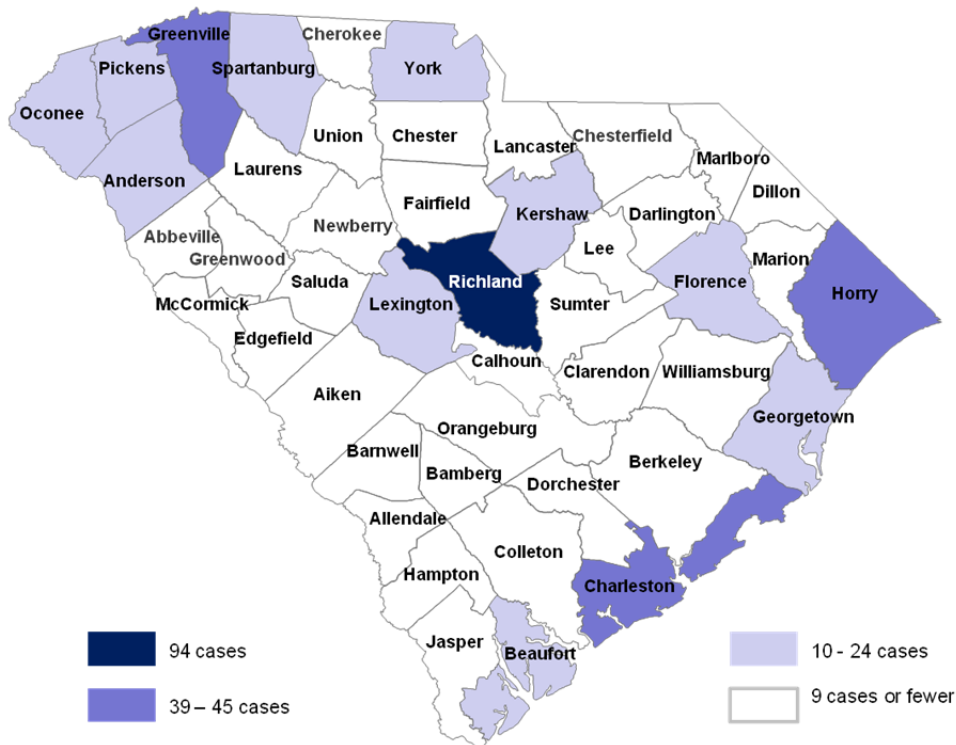 Greenville
Cherokee
Pickens
Spartanburg
York
Oconee
Union
Chester
Lancaster
Chesterfield
Marlboro
Laurens
Anderson
Dillon
Fairfield
Kershaw
Darlington
Newberry
Abbeville
Greenwood
Lee
Marion
Saluda
Richland
Florence
Horry
McCormick
Lexington
Sumter
Edgefield
Calhoun
Clarendon
Williamsburg
Aiken
Georgetown
Orangeburg
Barnwell
Berkeley
Bamberg
Dorchester
Allendale
Colleton
Hampton
Charleston
Jasper
Beaufort
94 cases
39 – 45 cases
10 - 24 cases
9 cases or fewer